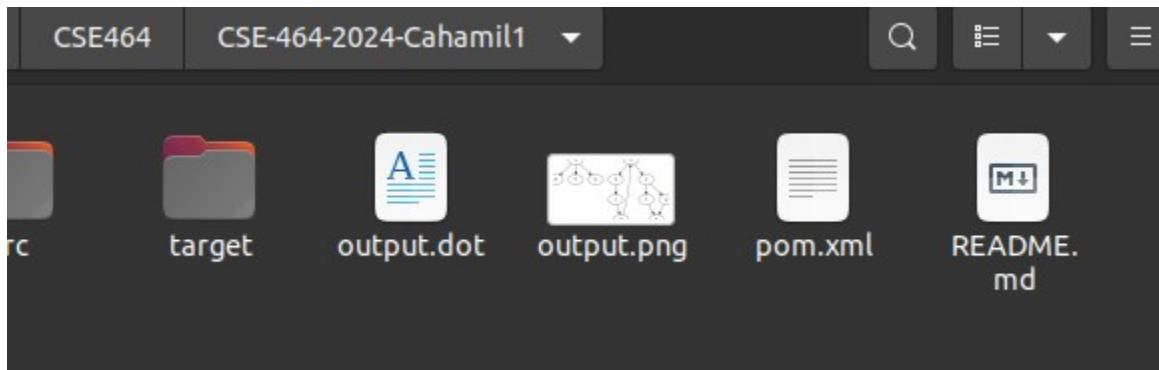 CSE464 CSE-464-2024-Cahamil1
rc target output.dot output.png pom.xml README.
md